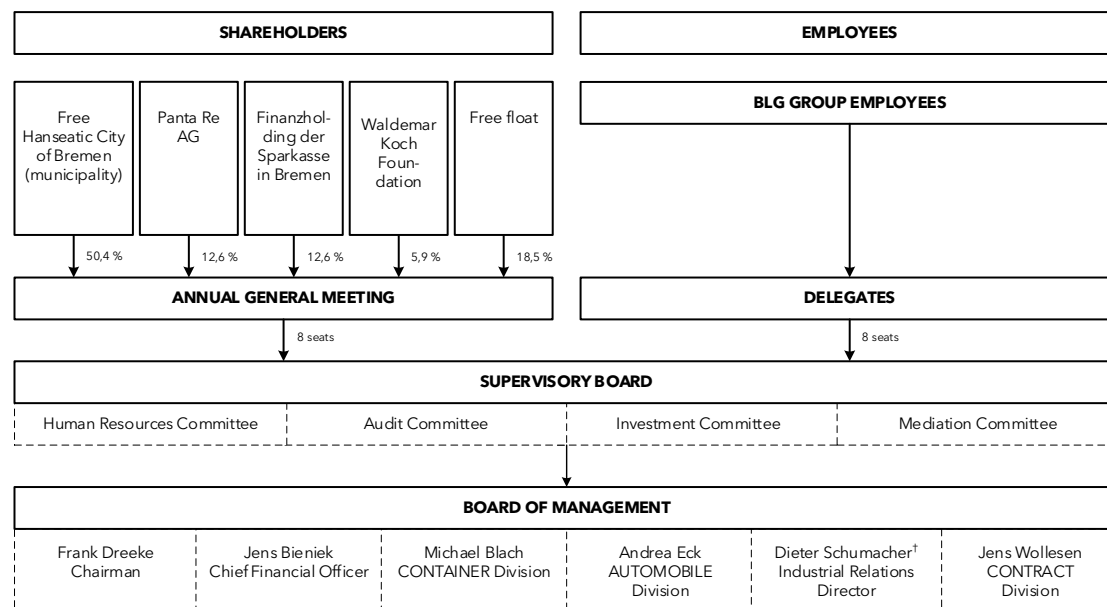 SHAREHOLDERS
EMPLOYEES
Free
Hanseatic City
of Bremen
(municipality)
Panta Re
AG
Finanzhol-
ding der
Sparkasse
in Bremen
Waldemar
Koch
Foun-
dation
Free float
BLG GROUP EMPLOYEES
50,4 %
12,6 %
12,6 %
5,9 %
18,5 %
ANNUAL GENERAL MEETING
DELEGATES
8 seats
8 seats
SUPERVISORY BOARD
Human Resources Committee
Audit Committee
Investment Committee
Mediation Committee
BOARD OF MANAGEMENT
Frank Dreeke
Chairman
Jens Bieniek
Chief Financial Officer
Michael Blach
CONTAINER Division
Andrea Eck
AUTOMOBILE
Division
Dieter Schumacher†
Industrial Relations
Director
Jens Wollesen
CONTRACT
Division